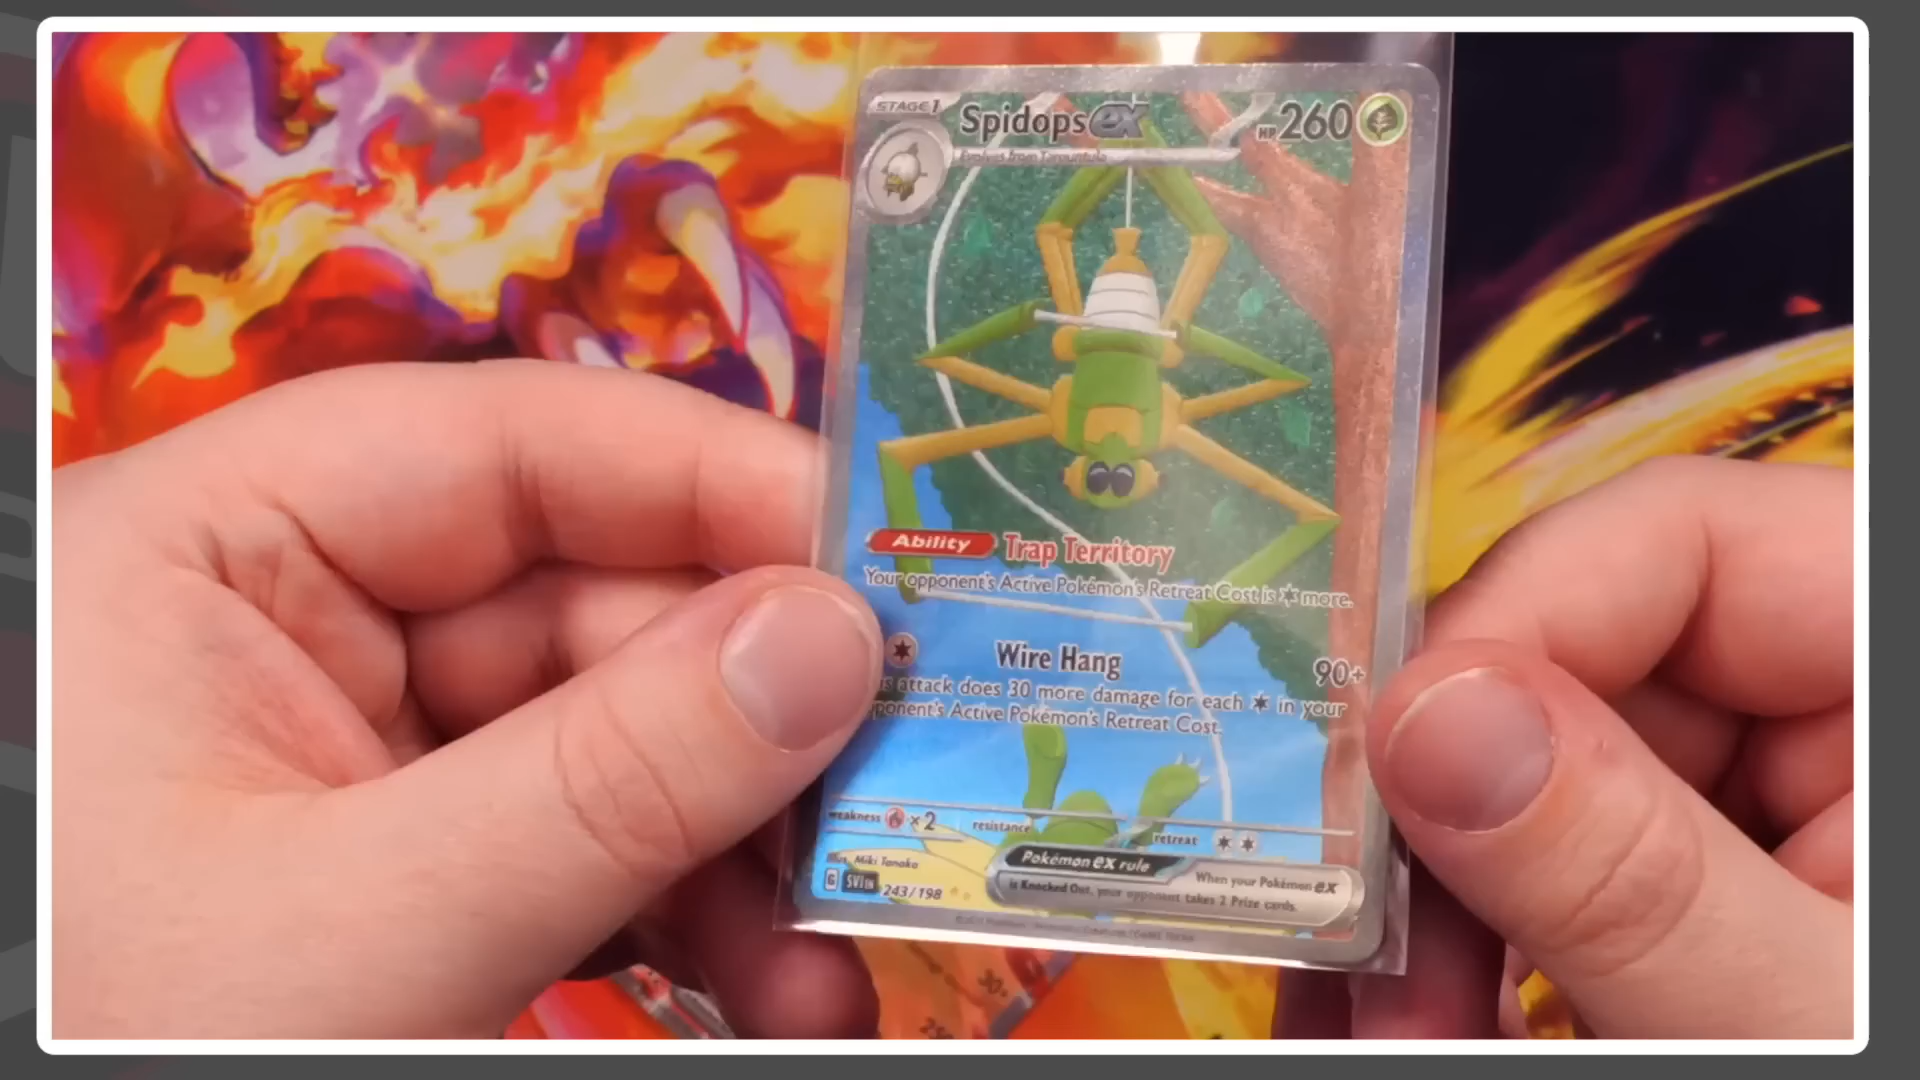 STAGE 1
Spidops ex
HP 260
Evolves from Tarountula
Ability Trap Territory
Your opponent's Active Pokémon's Retreat Cost is more.
Wire Hang 90+
attack does 30 more damage for each in your
Active Pokémon's Retreat Cost.
weakness ×2 resistance retreat
Illus. Miki Tanaka
Pokémon ex rule
When your Pokémon ex
is Knocked Out, your opponent takes 2 Prize cards.
G SVI EN 243/198
30+